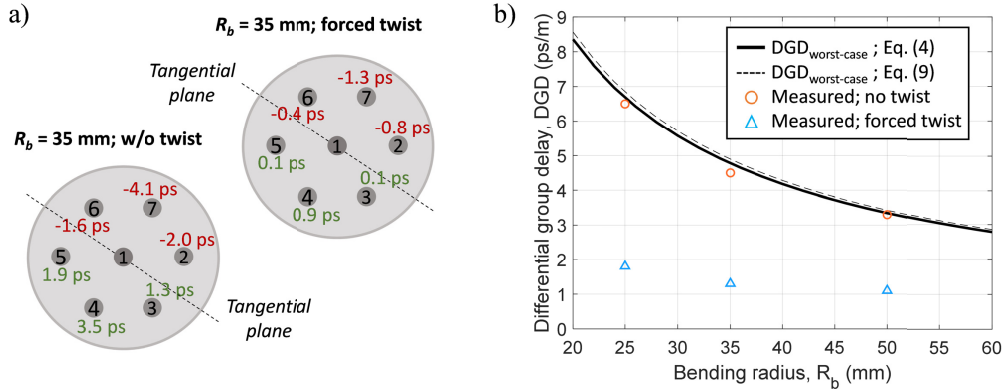 a)
R_b = 35 mm; forced twist
Tangential
plane
-1.3 ps
6
7
-0.4 ps
-0.8 ps
5
1
2
0.1 ps
0.1 ps
4
3
0.9 ps
R_b = 35 mm; w/o twist
-4.1 ps
6
7
-1.6 ps
-2.0 ps
5
1
2
1.9 ps
1.3 ps
4
3
3.5 ps
Tangential
plane
b)
Differential group delay, DGD (ps/m)
9
8
7
6
5
4
3
2
1
0
DGD_worst-case ; Eq. (4)
DGD_worst-case ; Eq. (9)
Measured; no twist
Measured; forced twist
20 25 30 35 40 45 50 55 60
Bending radius, R_b (mm)